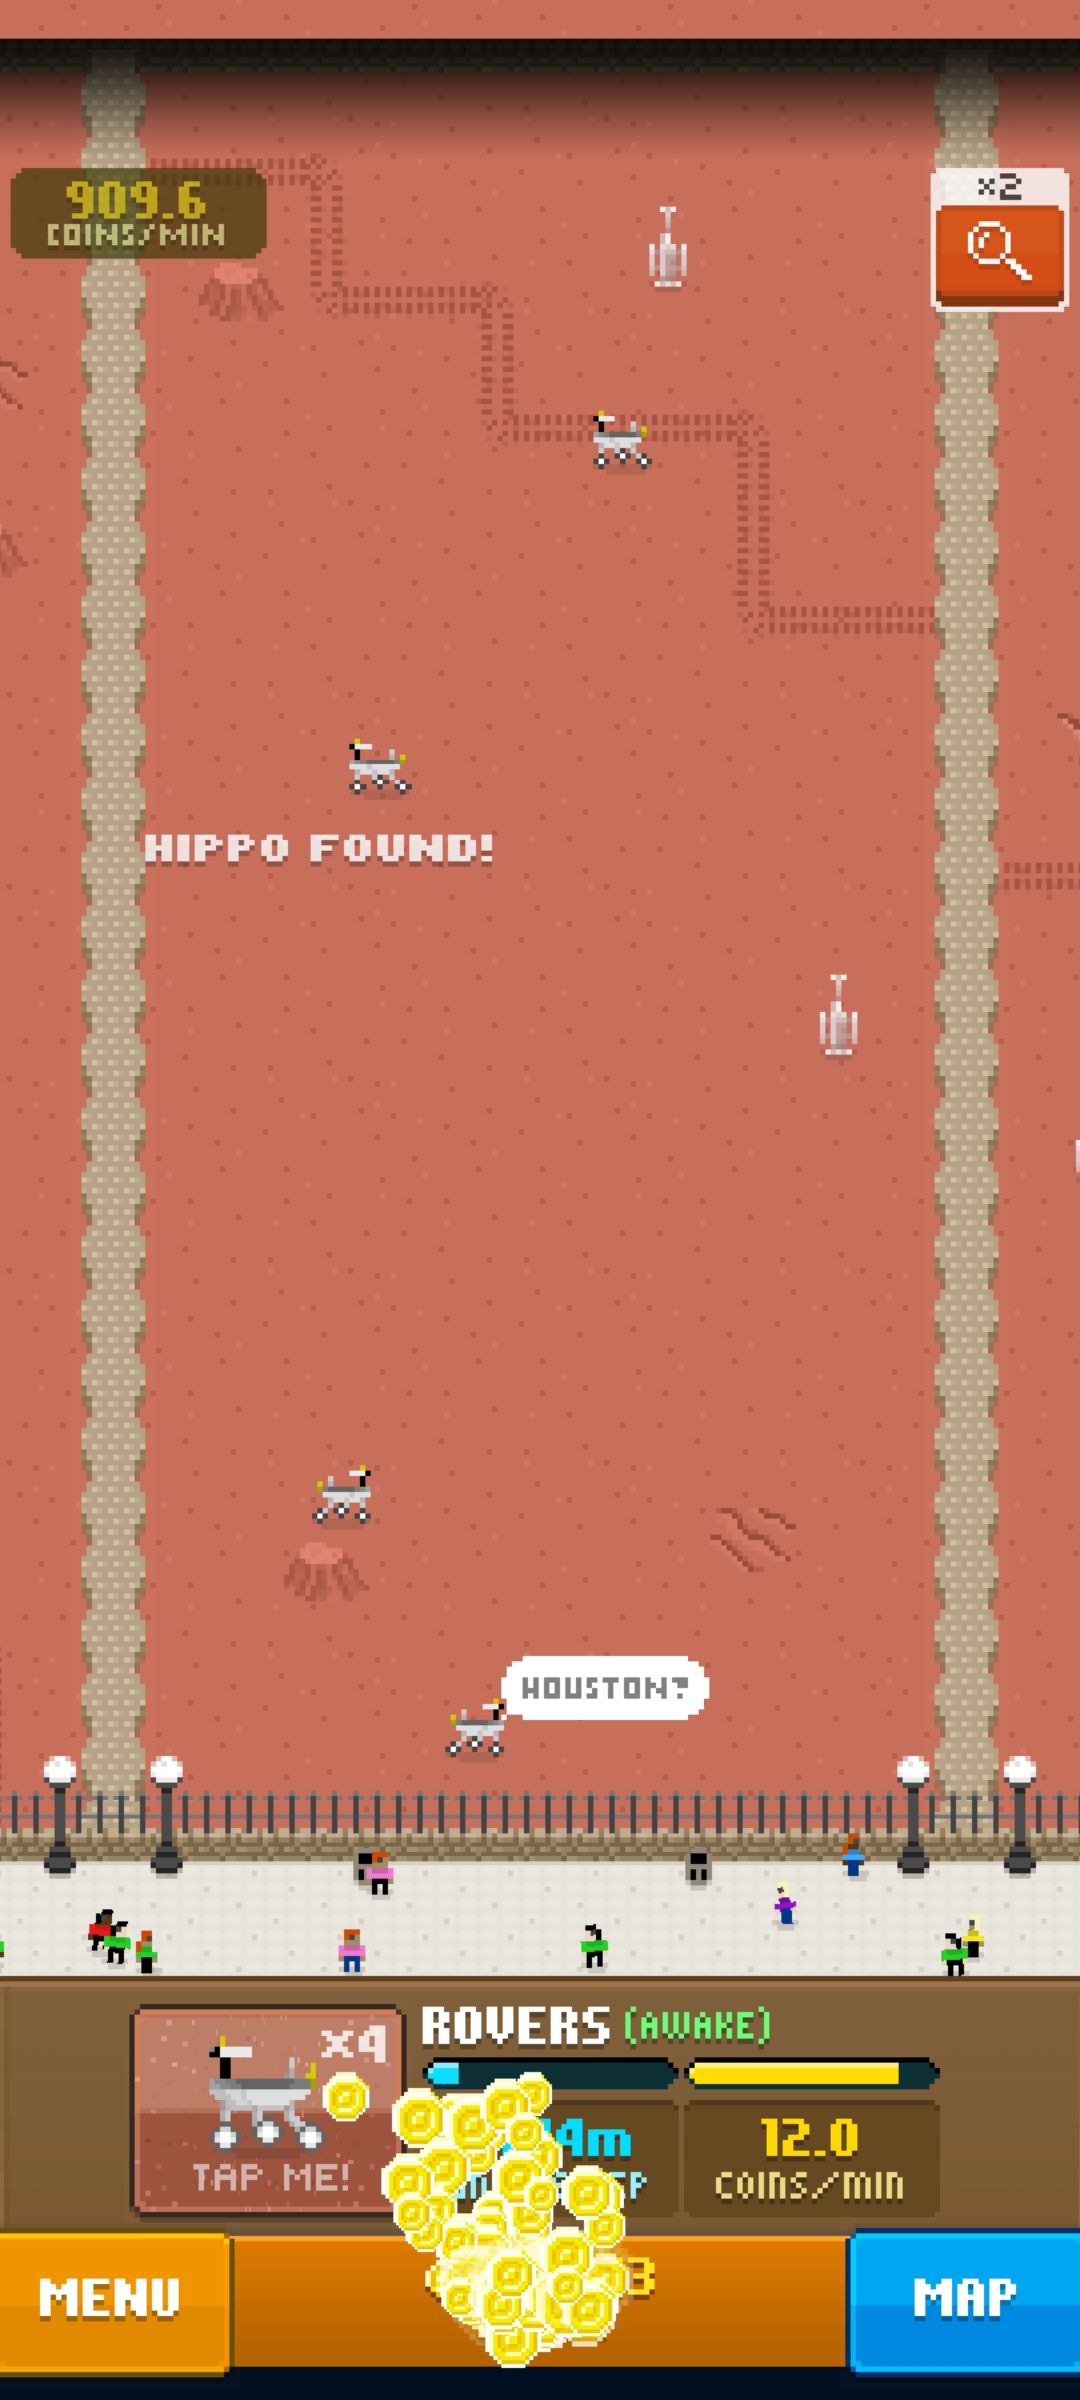 909.6
COINS/MIN
x2
HIPPO FOUND!
HOUSTON?
x4
TAP ME!
ROVERS (AWAKE)
12.0
COINS/MIN
MENU
MAP